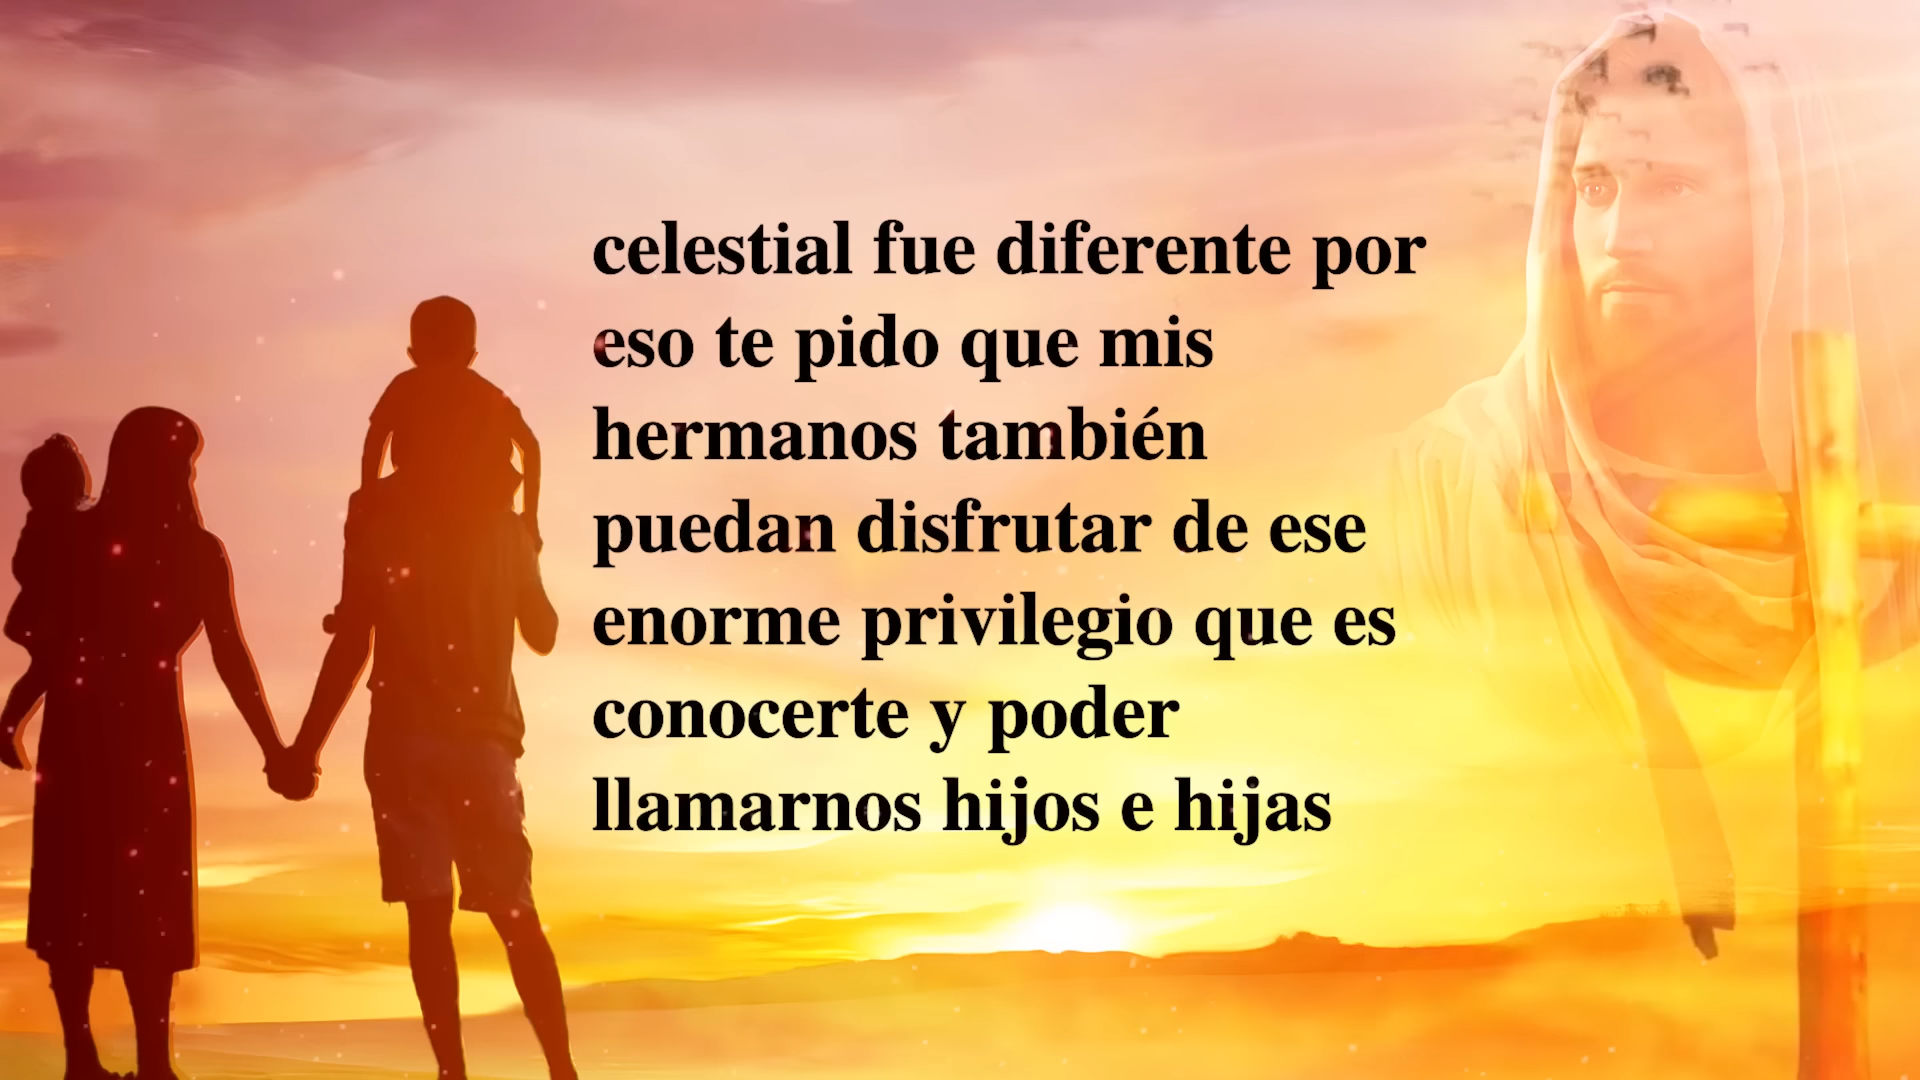 celestial fue diferente por
eso te pido que mis
hermanos también
puedan disfrutar de ese
enorme privilegio que es
conocerte y poder
llamarnos hijos e hijas